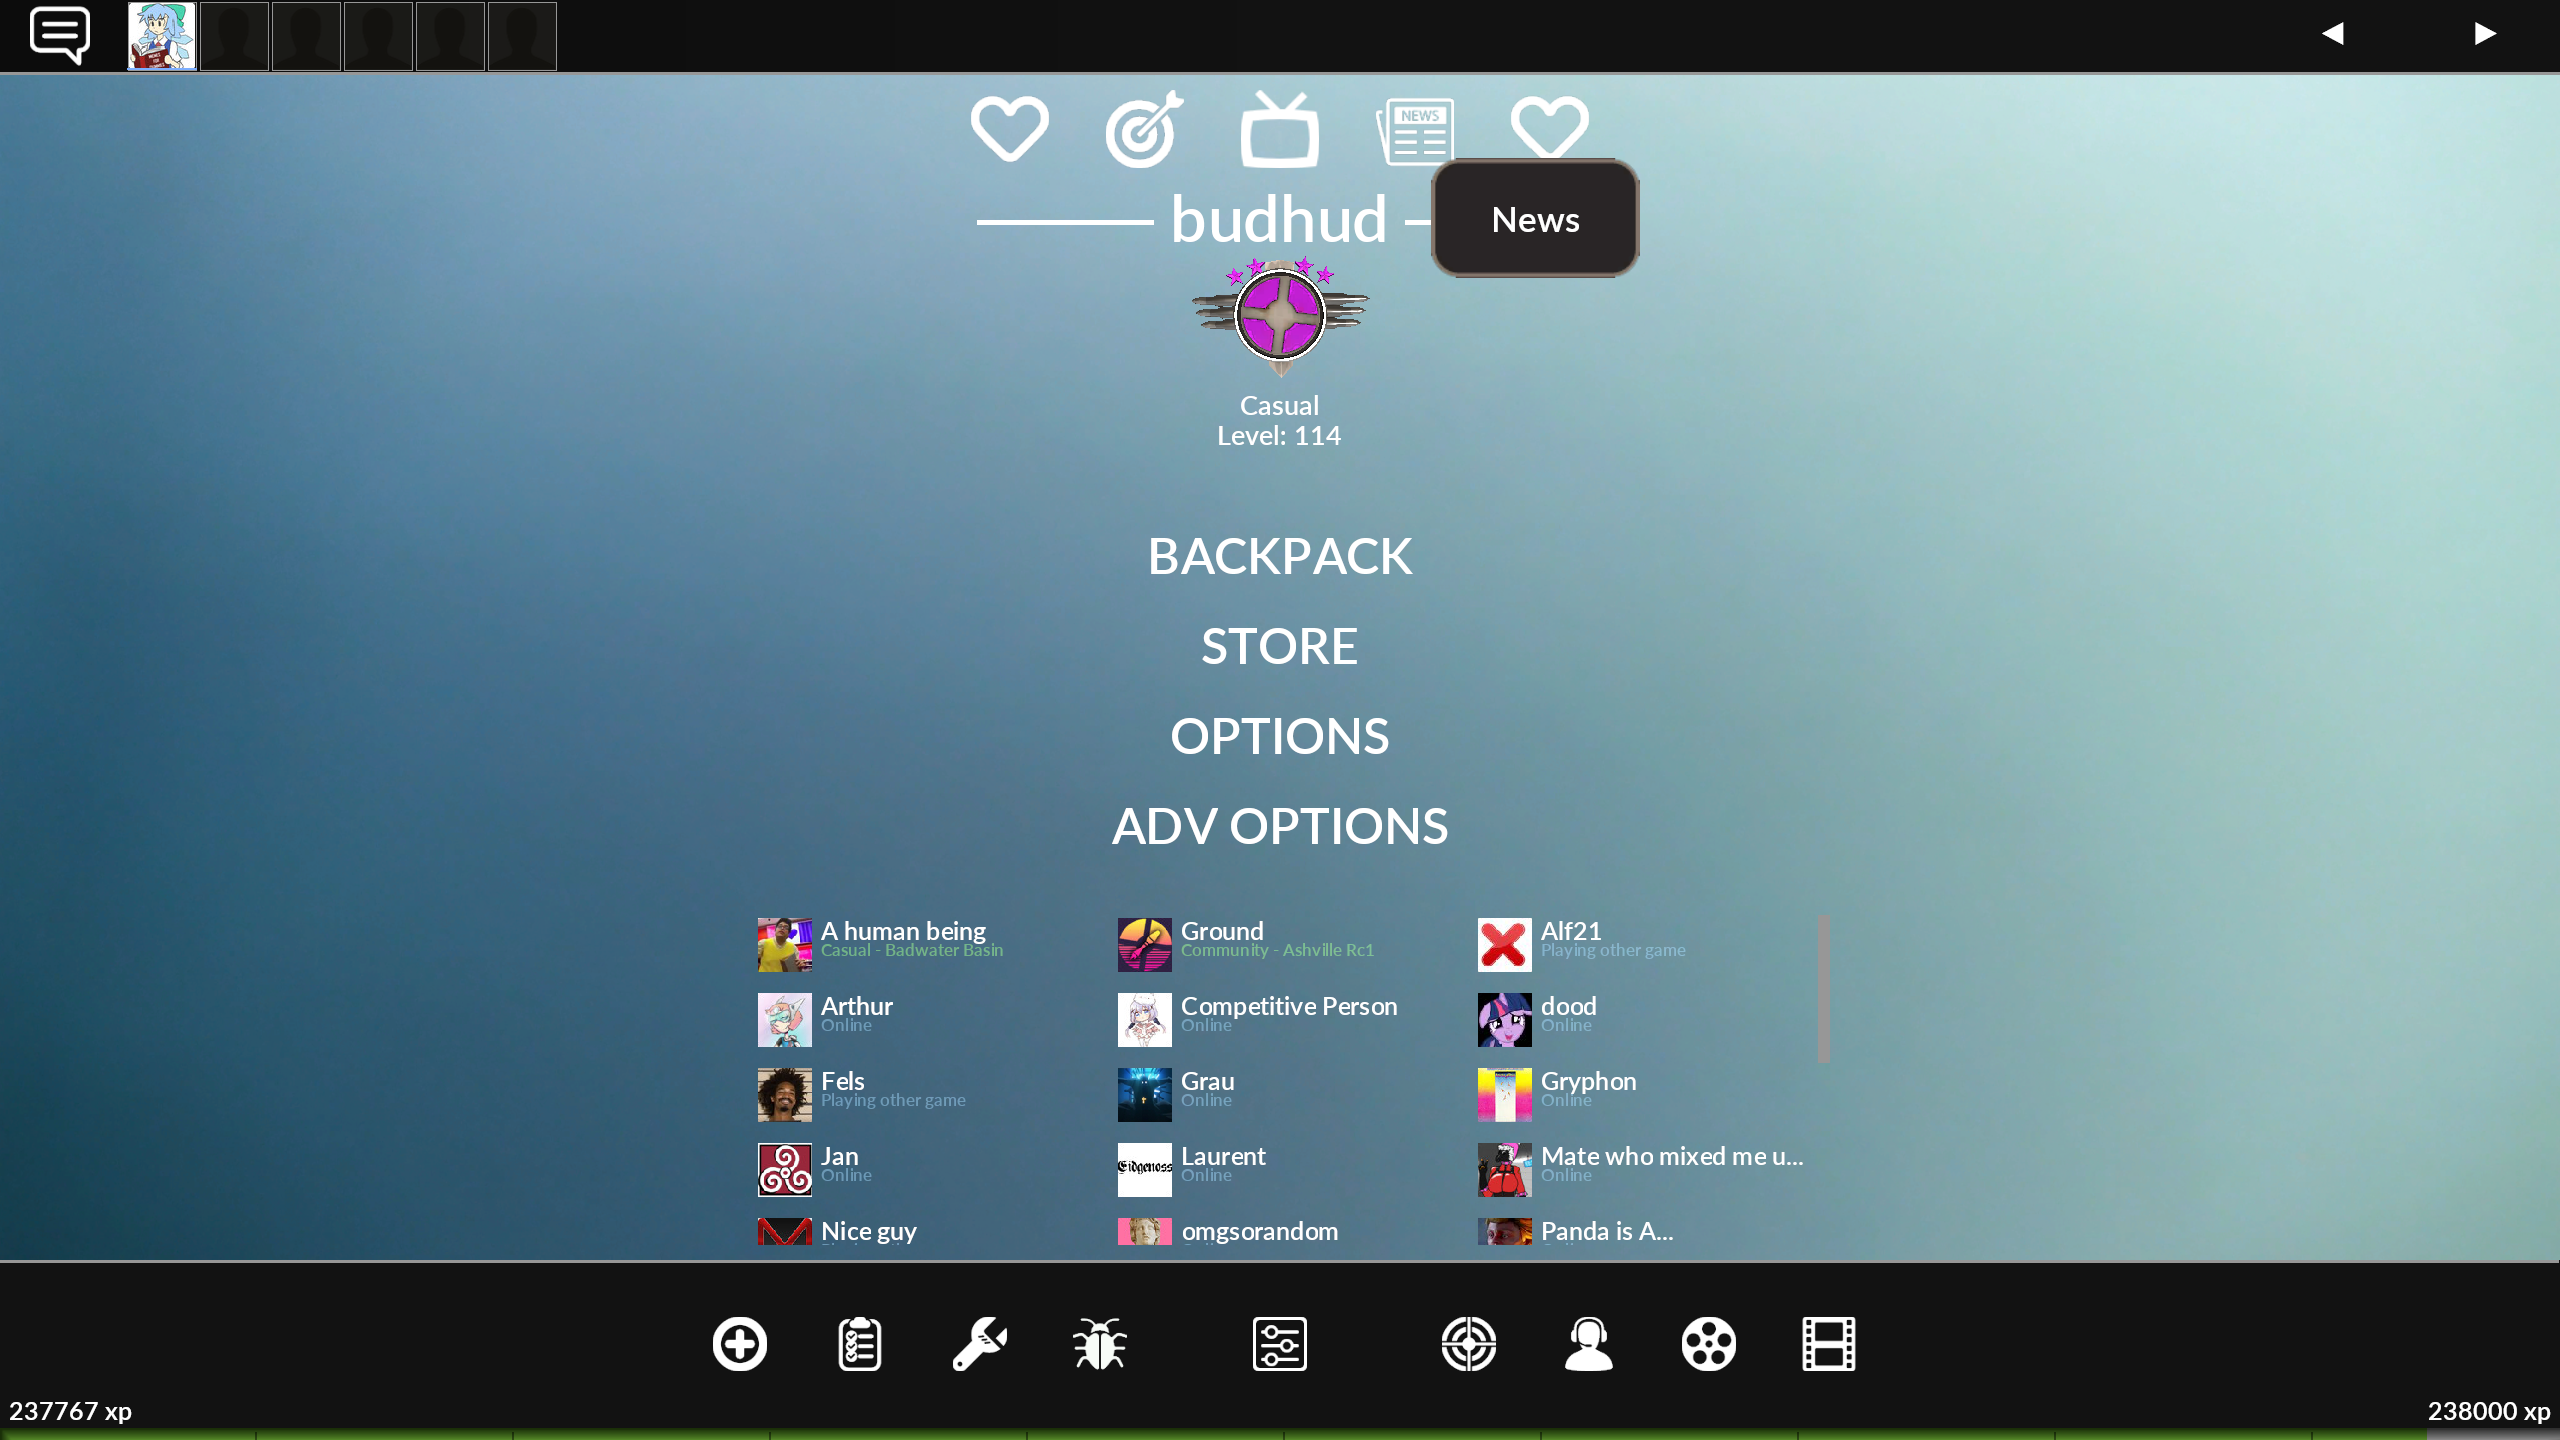 NEWS
budhud
News
Casual
Level: 114
BACKPACK
STORE
OPTIONS
ADV OPTIONS
A human being
Casual - Badwater Basin
Ground
Community - Ashville Rc1
Alf21
Playing other game
Arthur
Online
Competitive Person
Online
dood
Online
Fels
Playing other game
Grau
Online
Gryphon
Online
Jan
Online
Eidgenoss
Laurent
Online
Mate who mixed me u...
Online
Nice guy
omgsorandom
Panda is A...
237767 xp
238000 xp